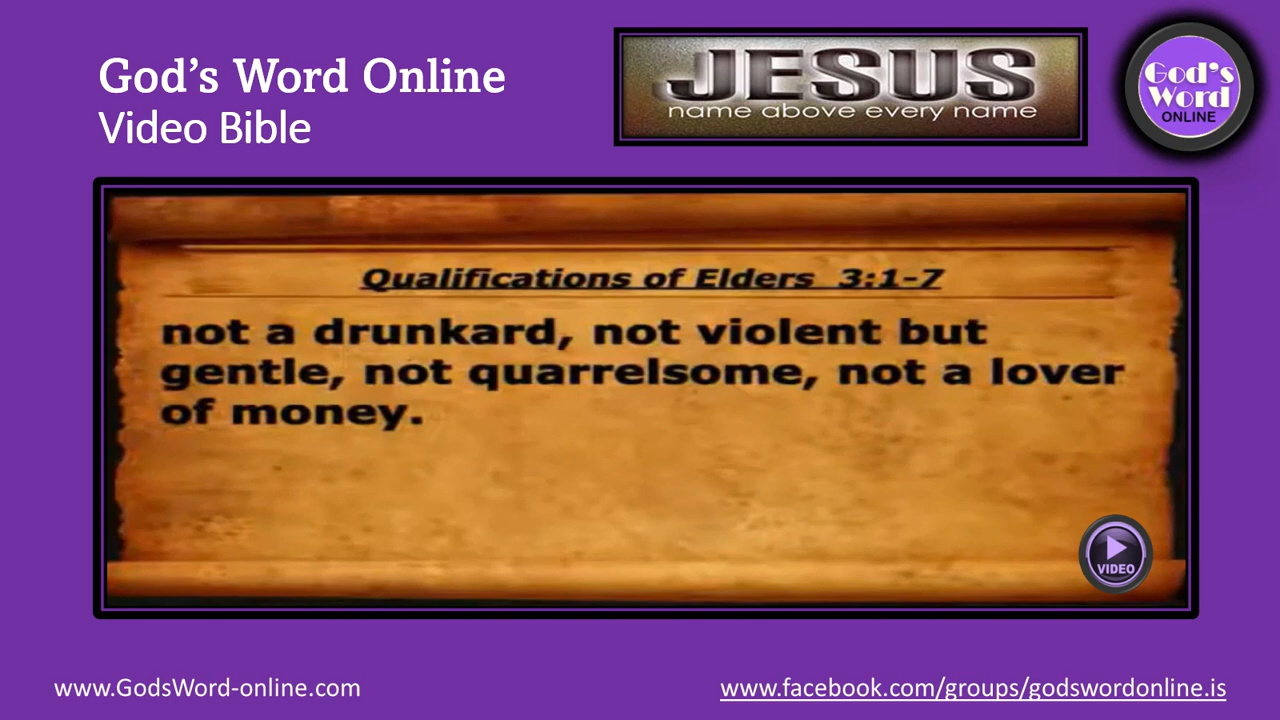 God's Word Online
Video Bible
JESUS
name above every name
God's
Word
ONLINE
Qualifications of Elders 3:1-7
not a drunkard, not violent but
gentle, not quarrelsome, not a lover
of money.
VIDEO
www.GodsWord-online.com
www.facebook.com/groups/godswordonline.is